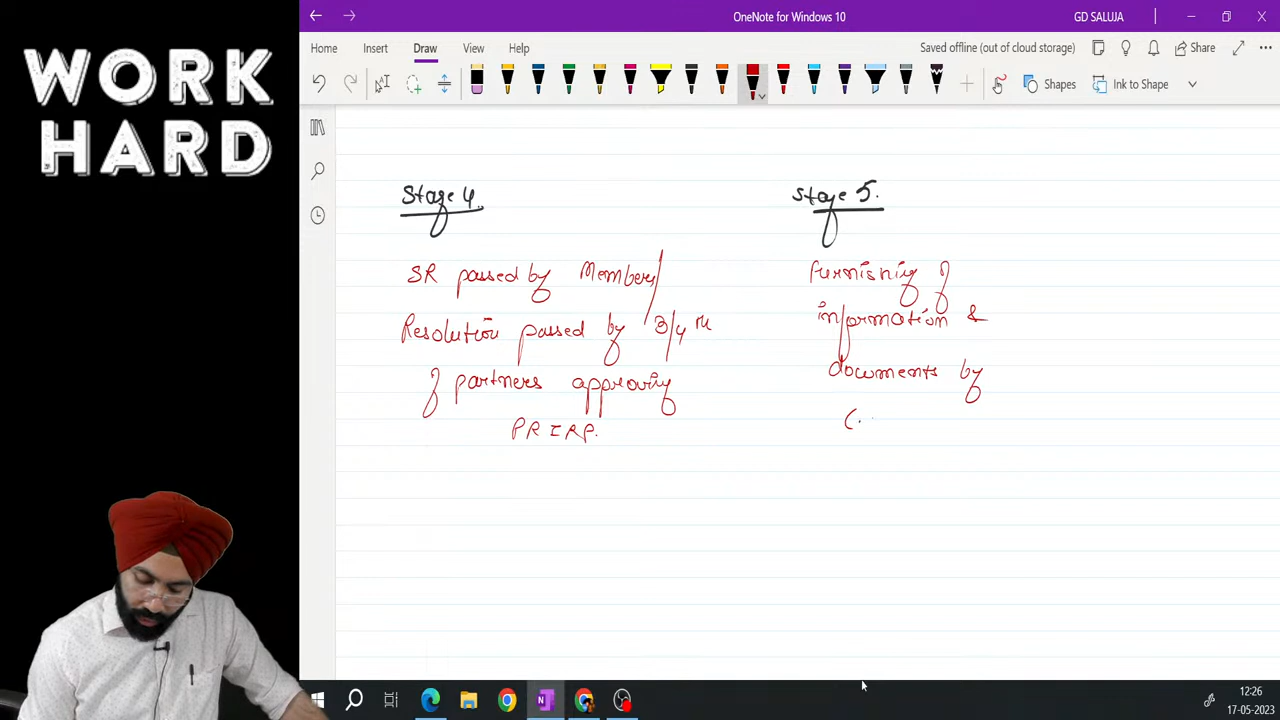 WORK
HARD
OneNote for Windows 10
GD SALUJA
Home Insert Draw View Help
Saved offline (out of cloud storage)
Share
Shapes
Ink to Shape
Stage 4.
SR passed by Members/
Resolution passed by 3/4 th
of partners approving
PRIRP.
Stage 5.
Furnishing of
information &
documents by
(
12:26
17-05-2023